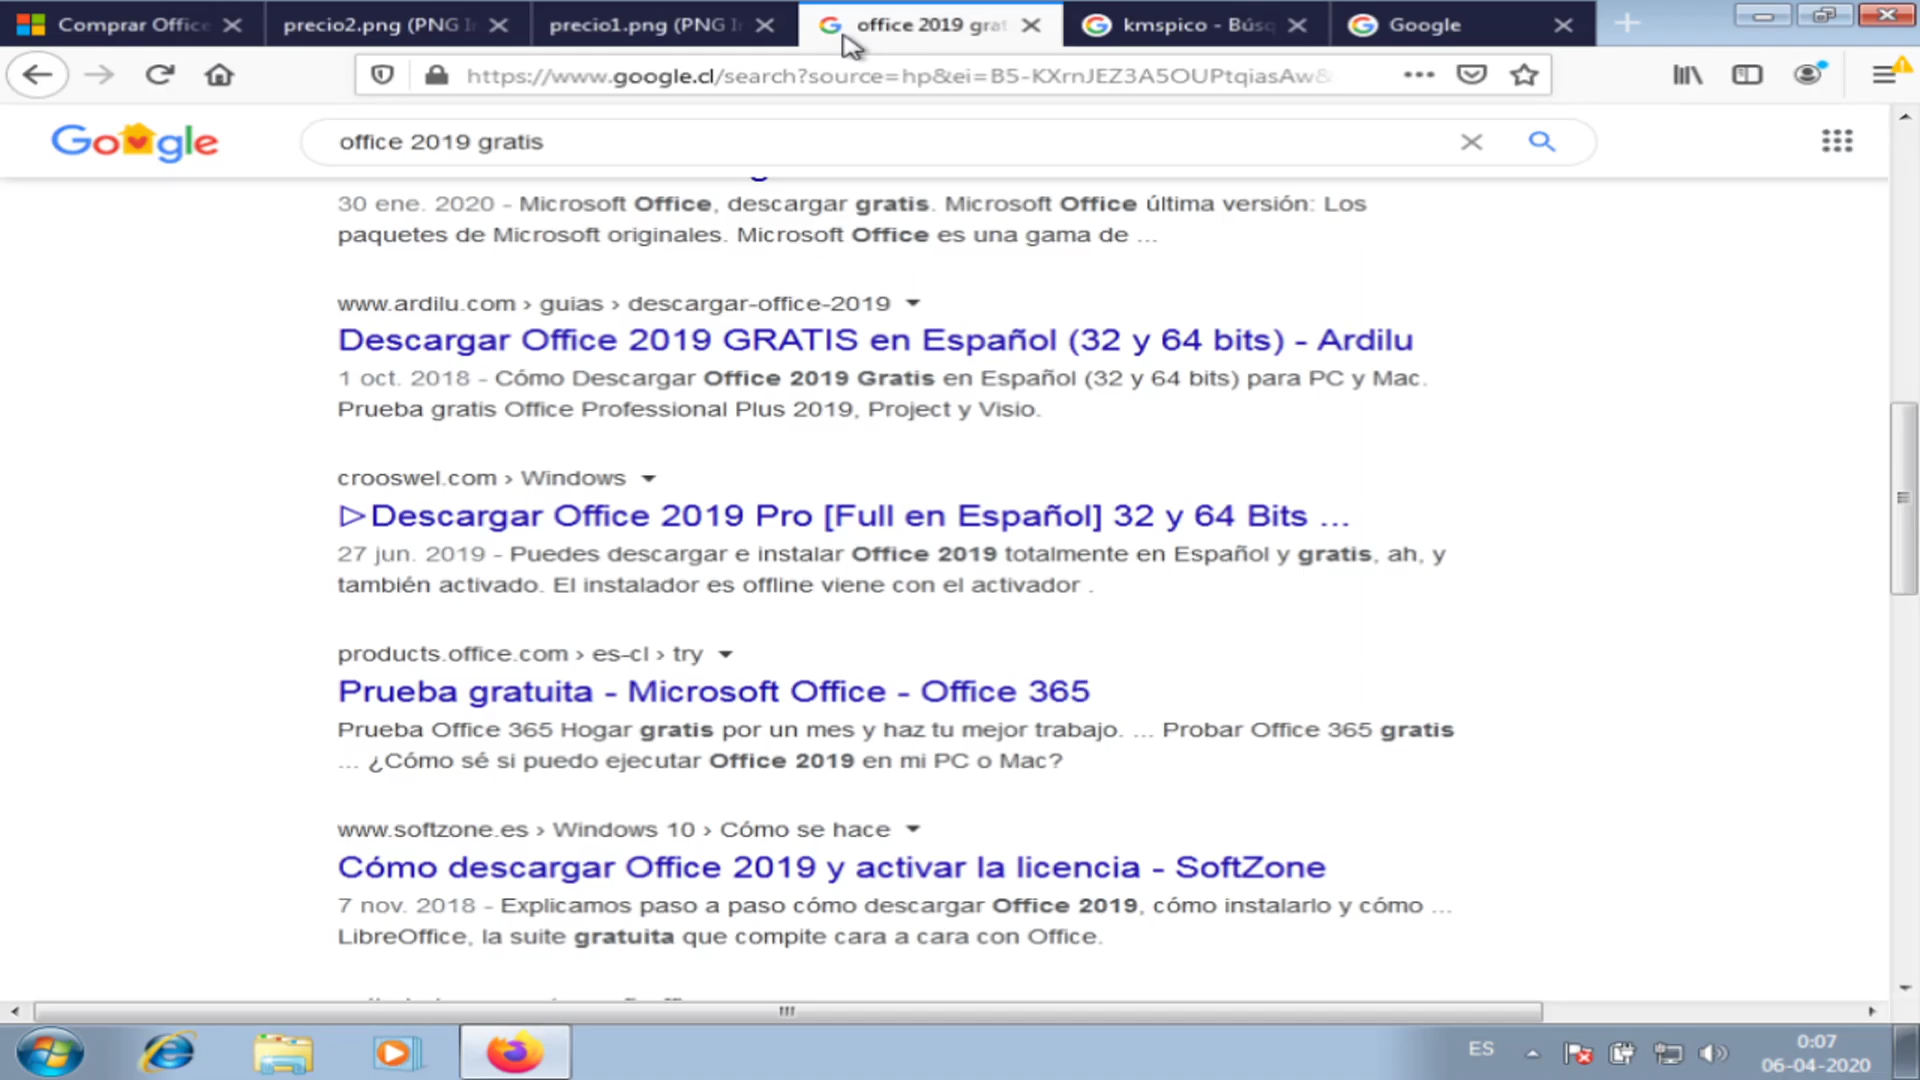 Comprar Office
precio2.png (PNG I
precio1.png (PNG I
office 2019 grat
kmspico - Búsq
Google
https://www.google.cl/search?source=hp&ei=B5-KXrnJEZ3A5OUPtqiasAw&
Google
office 2019 gratis
30 ene. 2020 - Microsoft Office, descargar gratis. Microsoft Office última versión: Los
paquetes de Microsoft originales. Microsoft Office es una gama de ...
www.ardilu.com › guias › descargar-office-2019
Descargar Office 2019 GRATIS en Español (32 y 64 bits) - Ardilu
1 oct. 2018 - Cómo Descargar Office 2019 Gratis en Español (32 y 64 bits) para PC y Mac.
Prueba gratis Office Professional Plus 2019, Project y Visio.
crooswel.com › Windows
▷Descargar Office 2019 Pro [Full en Español] 32 y 64 Bits ...
27 jun. 2019 - Puedes descargar e instalar Office 2019 totalmente en Español y gratis, ah, y
también activado. El instalador es offline viene con el activador .
products.office.com › es-cl › try
Prueba gratuita - Microsoft Office - Office 365
Prueba Office 365 Hogar gratis por un mes y haz tu mejor trabajo. ... Probar Office 365 gratis
... ¿Cómo sé si puedo ejecutar Office 2019 en mi PC o Mac?
www.softzone.es › Windows 10 › Cómo se hace
Cómo descargar Office 2019 y activar la licencia - SoftZone
7 nov. 2018 - Explicamos paso a paso cómo descargar Office 2019, cómo instalarlo y cómo ...
LibreOffice, la suite gratuita que compite cara a cara con Office.
ES
0:07
06-04-2020